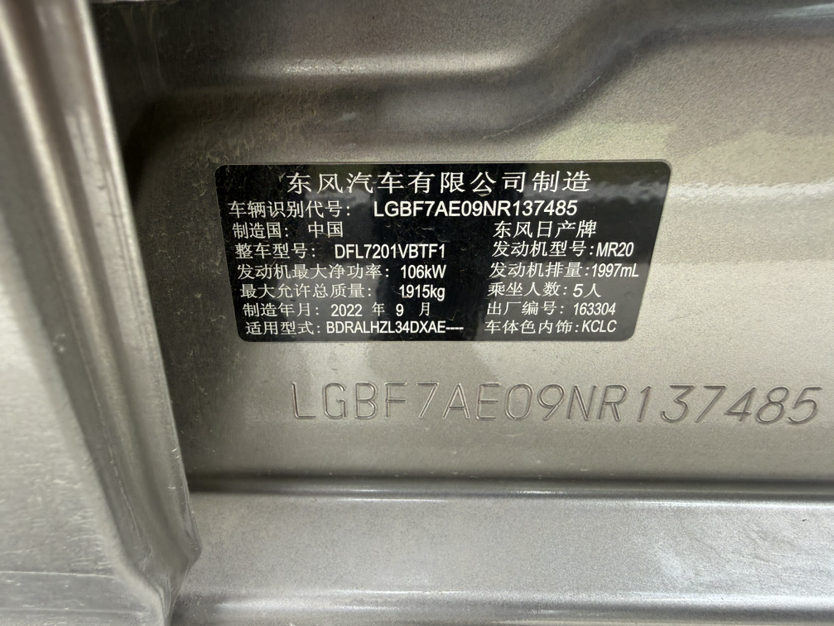 东风汽车有限公司制造
车辆识别代号: LGBF7AE09NR137485
制造国: 中国 东风日产牌
整车型号: DFL7201VBTF1 发动机型号:MR20
发动机最大净功率: 106kW 发动机排量:1997mL
最大允许总质量: 1915kg 乘坐人数:5人
制造年月: 2022 年 9 月 出厂编号: 163304
适用型式:BDRALHZL34DXAE---- 车体色内饰:KCLC
LGBF7AE09NR137485